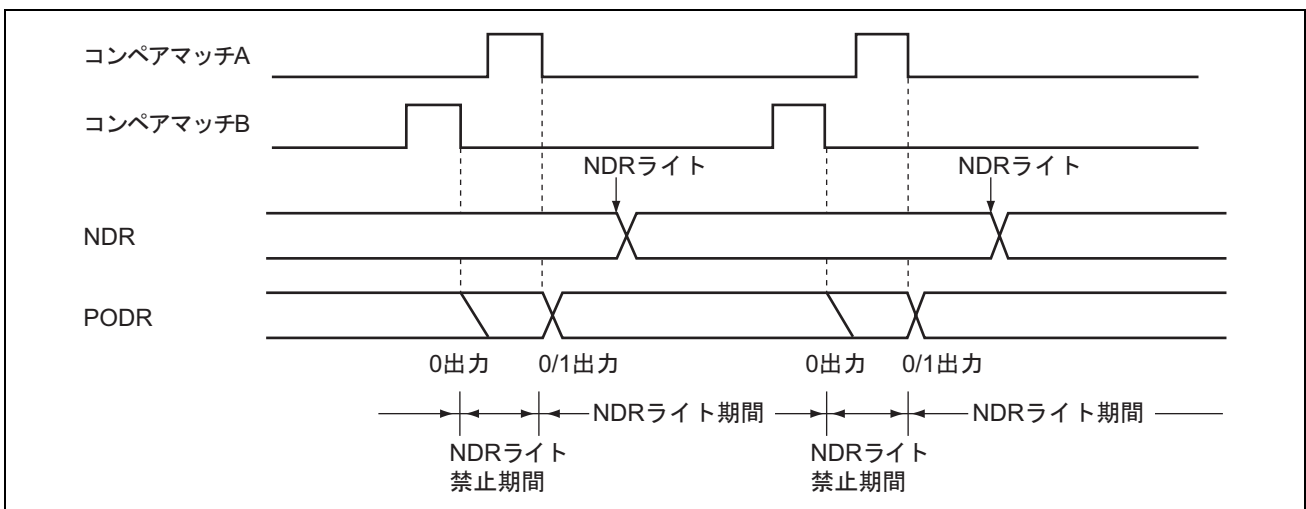 コンペアマッチA
コンペアマッチB
NDRライト NDRライト
NDR
PODR
0出力 0/1出力 0出力 0/1出力
NDRライト期間 NDRライト期間
NDRライト NDRライト
禁止期間 禁止期間